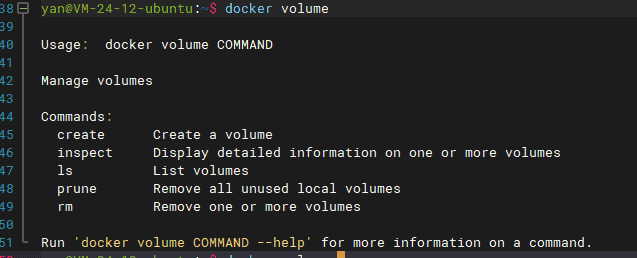 38 yan@VM-24-12-ubuntu:~$ docker volume
39
40 Usage:  docker volume COMMAND
41
42 Manage volumes
43
44 Commands:
45   create      Create a volume
46   inspect     Display detailed information on one or more volumes
47   ls          List volumes
48   prune       Remove all unused local volumes
49   rm          Remove one or more volumes
50
51 Run 'docker volume COMMAND --help' for more information on a command.